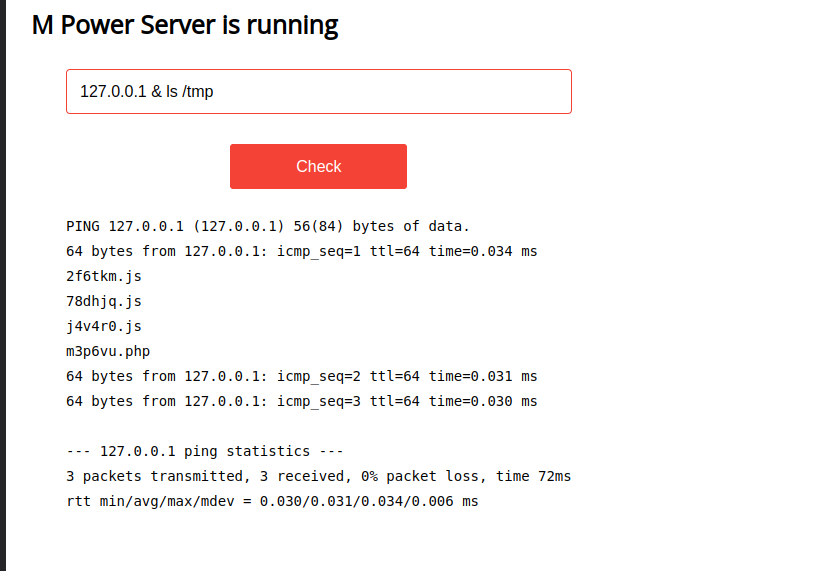 M Power Server is running
127.0.0.1 & ls /tmp
Check
PING 127.0.0.1 (127.0.0.1) 56(84) bytes of data.
64 bytes from 127.0.0.1: icmp_seq=1 ttl=64 time=0.034 ms
2f6tkm.js
78dhjq.js
j4v4r0.js
m3p6vu.php
64 bytes from 127.0.0.1: icmp_seq=2 ttl=64 time=0.031 ms
64 bytes from 127.0.0.1: icmp_seq=3 ttl=64 time=0.030 ms
--- 127.0.0.1 ping statistics ---
3 packets transmitted, 3 received, 0% packet loss, time 72ms
rtt min/avg/max/mdev = 0.030/0.031/0.034/0.006 ms